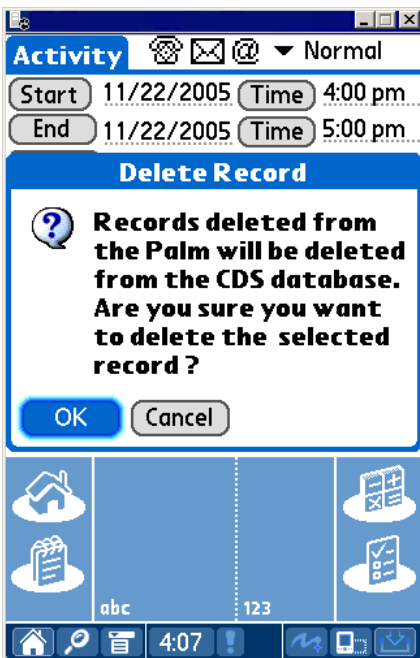 Activity @ Normal
Start 11/22/2005 Time 4:00 pm
End 11/22/2005 Time 5:00 pm
Delete Record
Records deleted from
the Palm will be deleted
from the CDS database.
Are you sure you want
to delete the selected
record ?
OK Cancel
abc 123
4:07